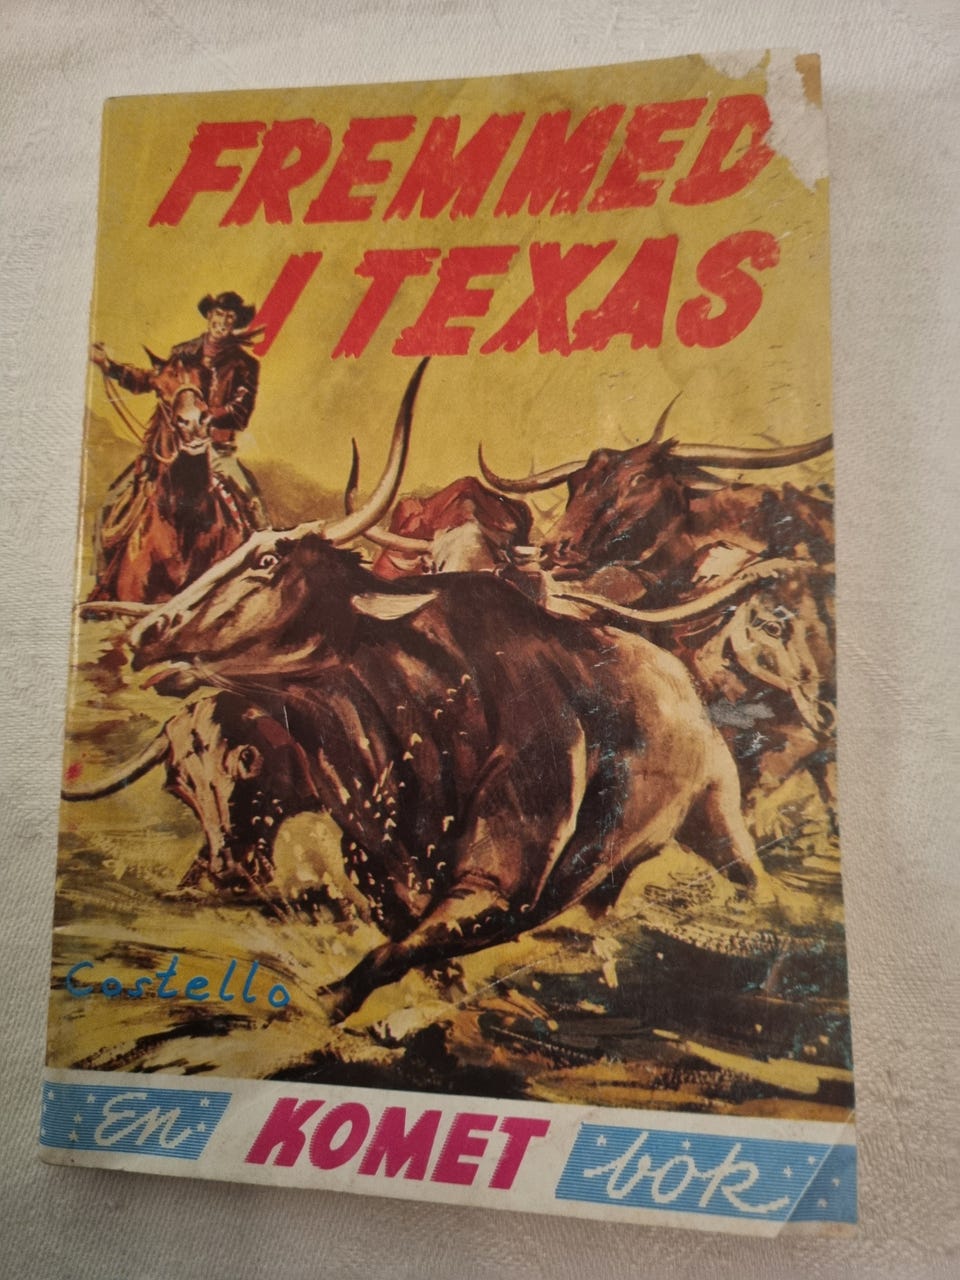 FREMMED
I TEXAS
Costello
En KOMET bok